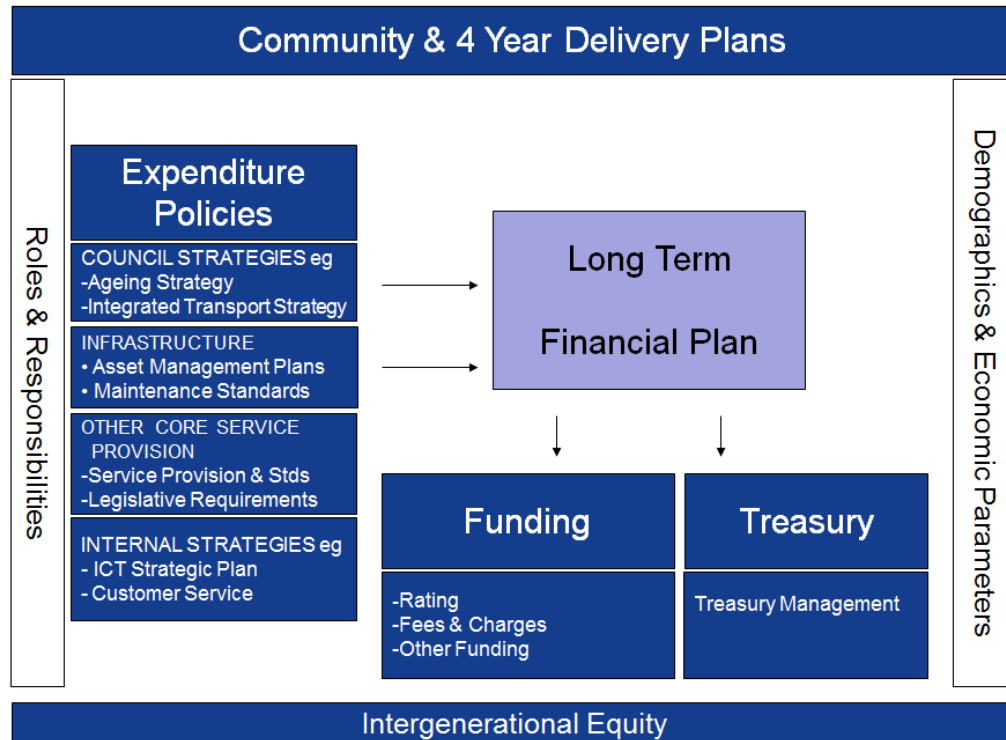 Community & 4 Year Delivery Plans
Roles & Responsibilities
Expenditure
Policies
COUNCIL STRATEGIES eg
-Ageing Strategy
-Integrated Transport Strategy
INFRASTRUCTURE
• Asset Management Plans
• Maintenance Standards
OTHER CORE SERVICE
PROVISION
-Service Provision & Stds
-Legislative Requirements
INTERNAL STRATEGIES eg
- ICT Strategic Plan
- Customer Service
Long Term
Financial Plan
Funding
-Rating
-Fees & Charges
-Other Funding
Treasury
Treasury Management
Demographics & Economic Parameters
Intergenerational Equity